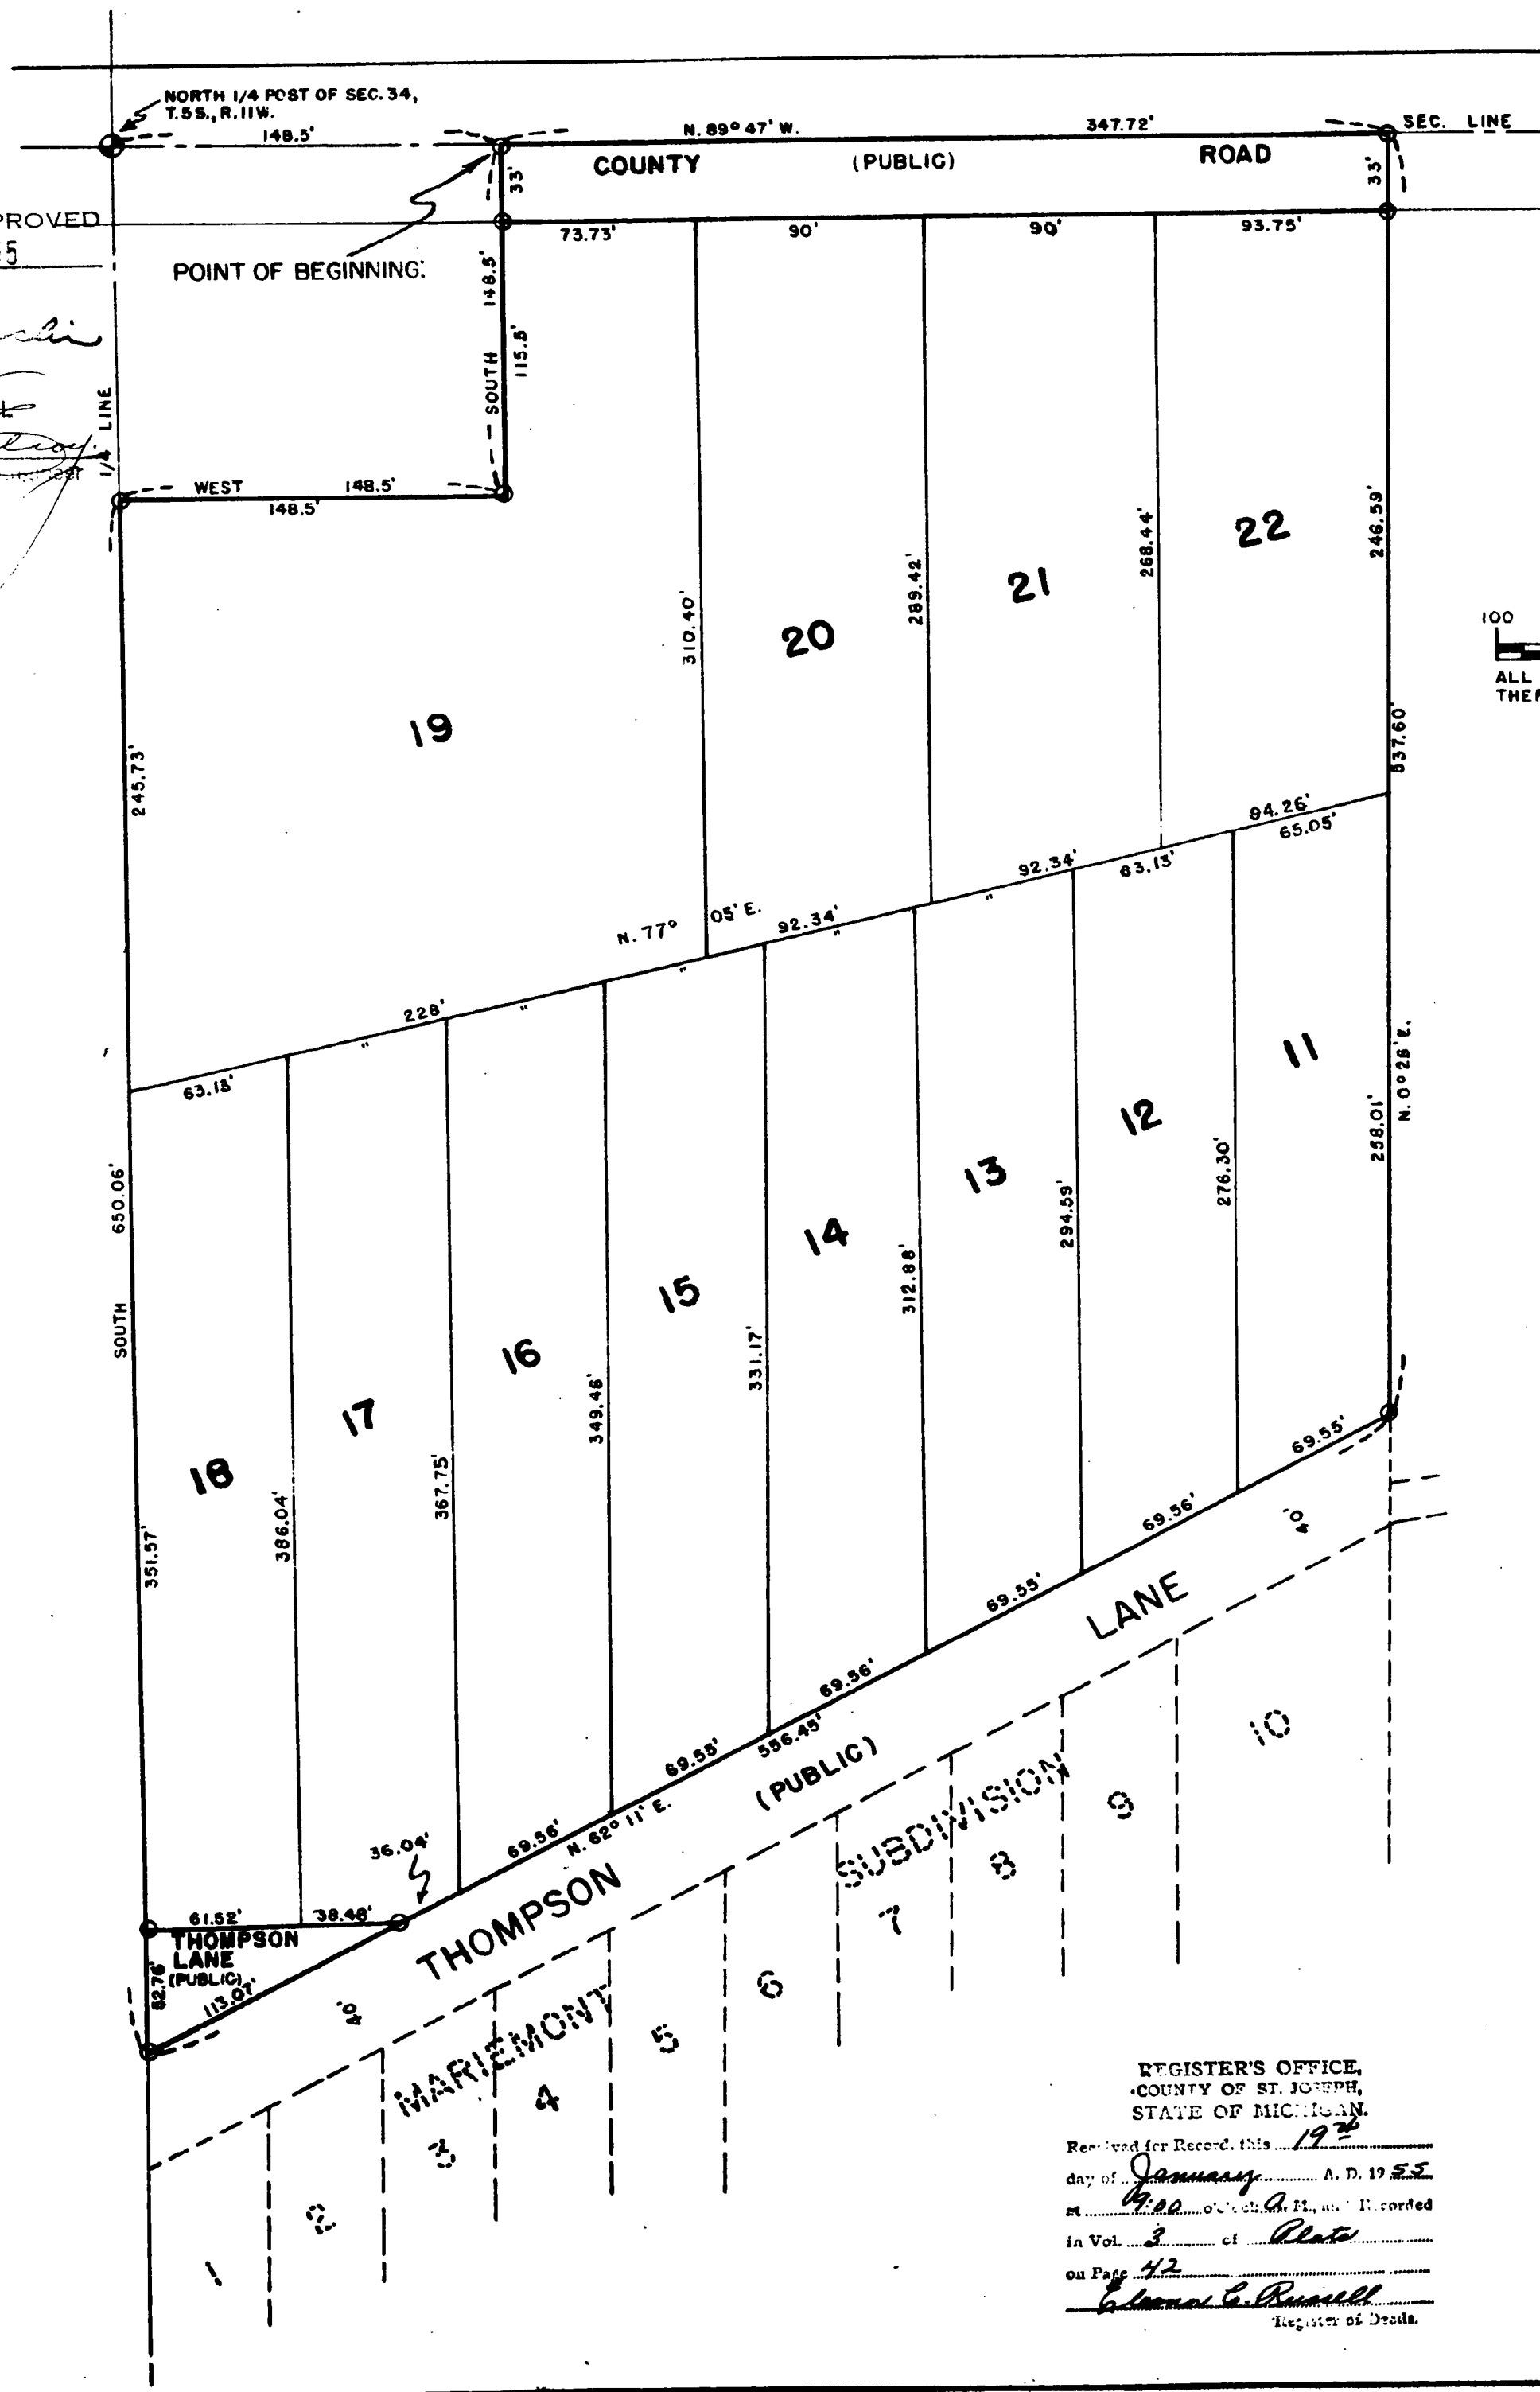 NORTH 1/4 POST OF SEC. 34,
T. 5 S., R. 11 W.
148.5'
N. 89° 47' W.
347.72'
SEC. LINE
COUNTY (PUBLIC) ROAD
33'
33'
PROVED
5
73.73'
90'
90'
93.75'
POINT OF BEGINNING:
SOUTH 148.5'
115.5'
1/4 LINE
WEST 148.5'
148.5'
246.59'
22
268.44'
21
289.42'
20
310.40'
100
ALL
19
537.60'
245.73'
94.26'
65.05'
92.34'
63.13'
N. 77° 05' E.
92.34'
"
"
"
228'
"
"
63.13'
11
N. 0° 26' E.
258.01'
12
276.30'
13
294.59'
650.06'
14
312.88'
15
SOUTH
331.17'
16
349.46'
17
367.75'
18
386.04'
351.57'
69.55'
69.56'
40'
69.55'
LANE
69.56'
556.45'
69.55'
(PUBLIC)
10
SUBDIVISION
9
8
7
36.04'
69.56'
N. 62° 11' E.
THOMPSON
61.52'
38.48'
THOMPSON
LANE
(PUBLIC)
52.76'
113.07'
40'
6
MARIEMONT
5
4
3
2
1
REGISTER'S OFFICE,
COUNTY OF ST. JOSEPH,
STATE OF MICHIGAN.
Received for Record, this 19th
day of January A. D. 1955
at 9:00 o'clock A. M., and Recorded
in Vol. 3 of Plats
on Page 42
Russell
Register of Deeds.